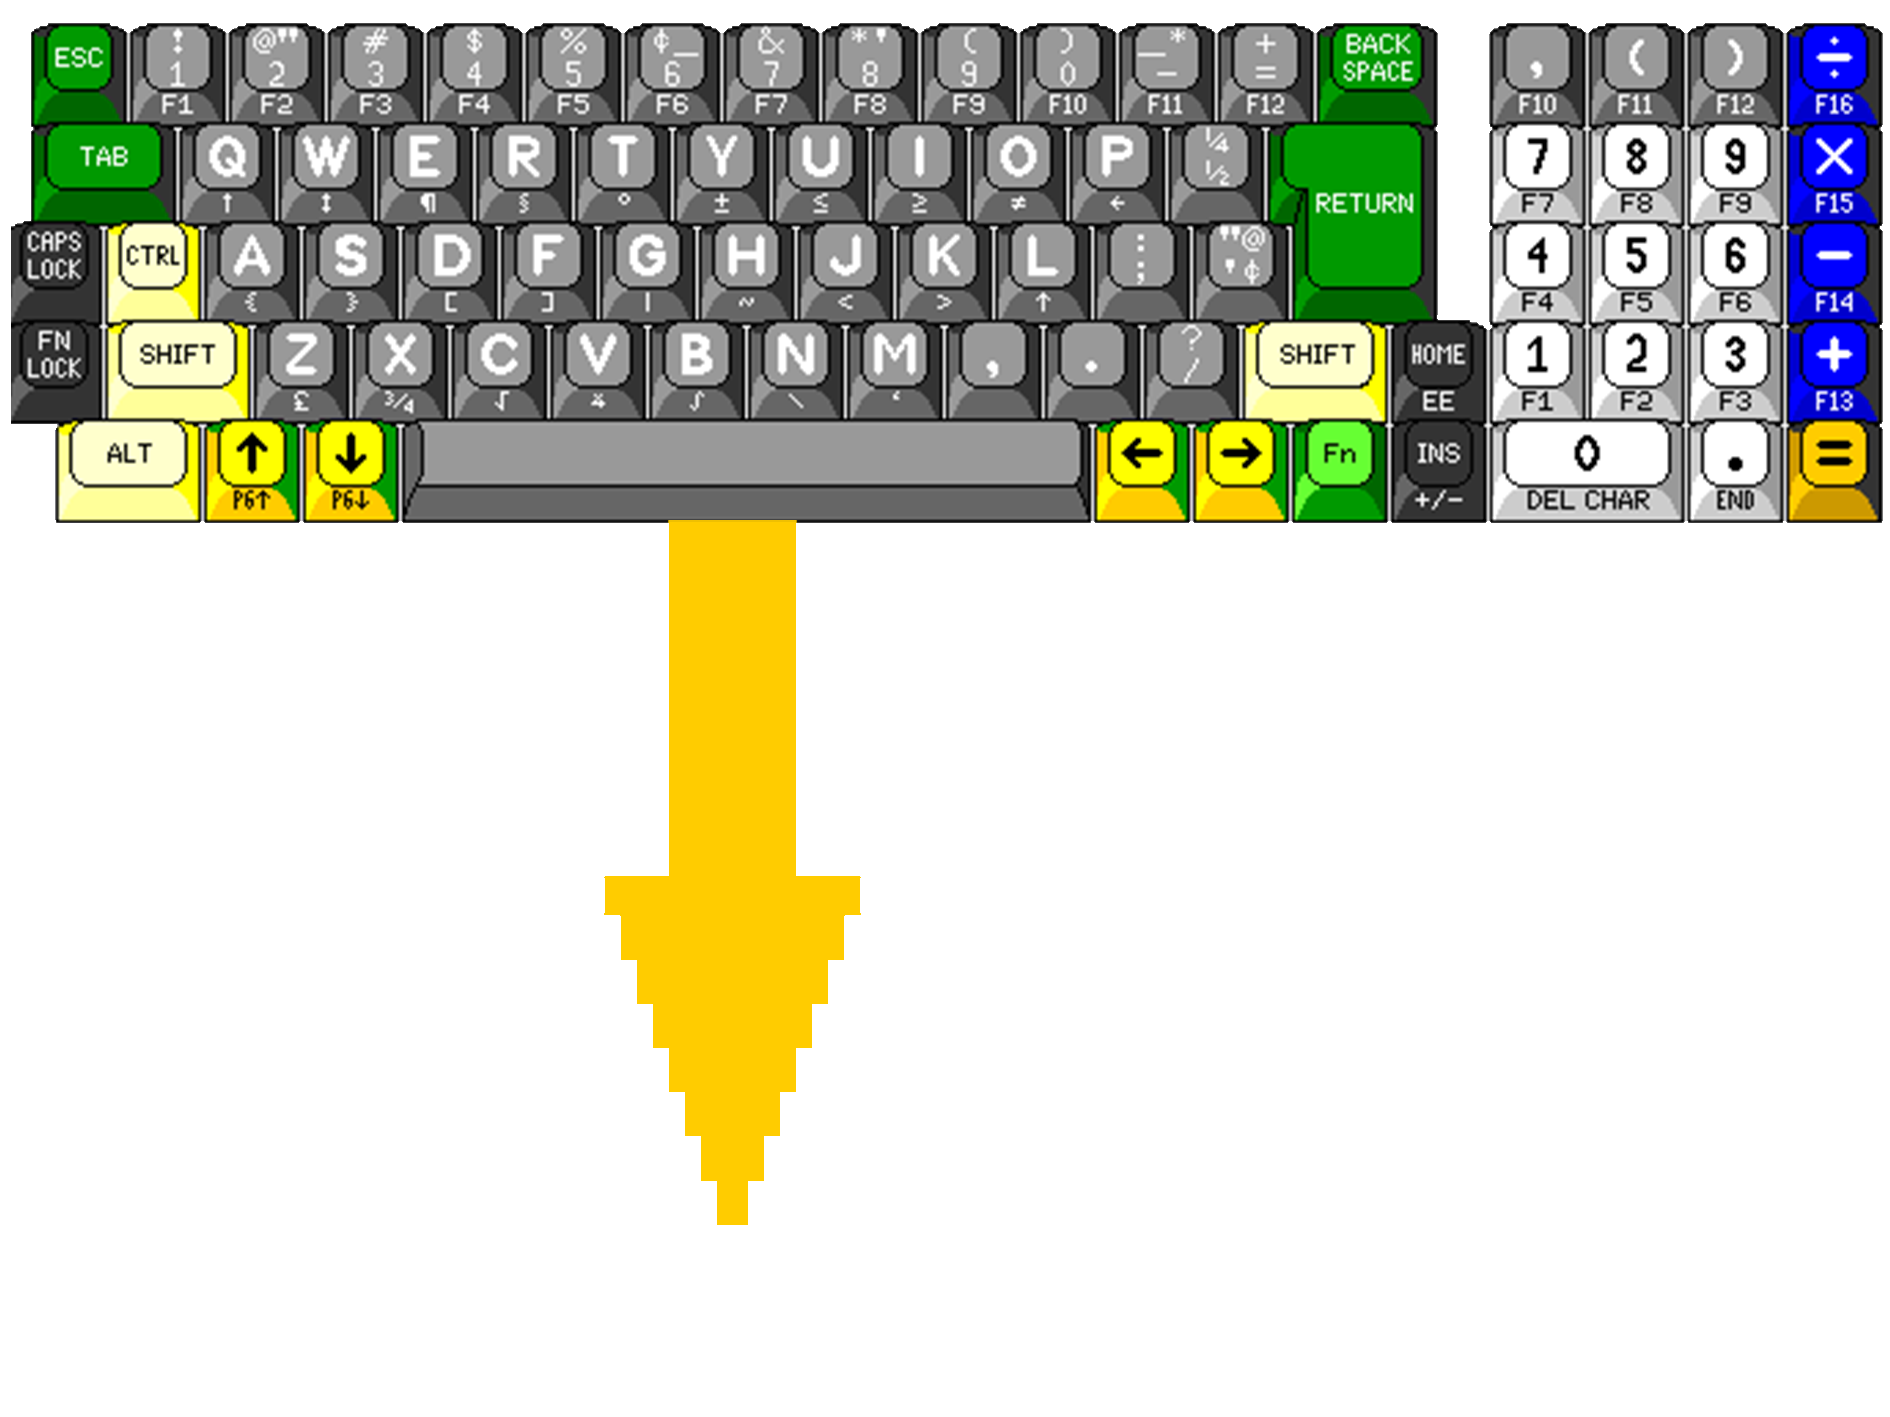 ESC ! 1 F1 @" 2 F2 # 3 F3 $ 4 F4 % 5 F5 ¢_ 6 F6 & 7 F7 *' 8 F8 ( 9 F9 ) 0 F10 _* - F11 + = F12 BACK SPACE , F10 ( F11 ) F12 ÷ F16
TAB Q ↑ W ↕ E ¶ R § T ° Y ± U ≤ I ≥ O ≠ P ← ¼ ½ RETURN 7 F7 8 F8 9 F9 × F15
CAPS LOCK CTRL A { S } D [ F ] G | H ~ J < K > L ↑ : ; "@ '¢ 4 F4 5 F5 6 F6 − F14
FN LOCK SHIFT Z £ X ¾ C √ V B ∫ N \ M ‘ , . ? / SHIFT HOME EE 1 F1 2 F2 3 F3 + F13
ALT ↑ PG↑ ↓ PG↓ ← → Fn INS +/− 0 DEL CHAR . END =